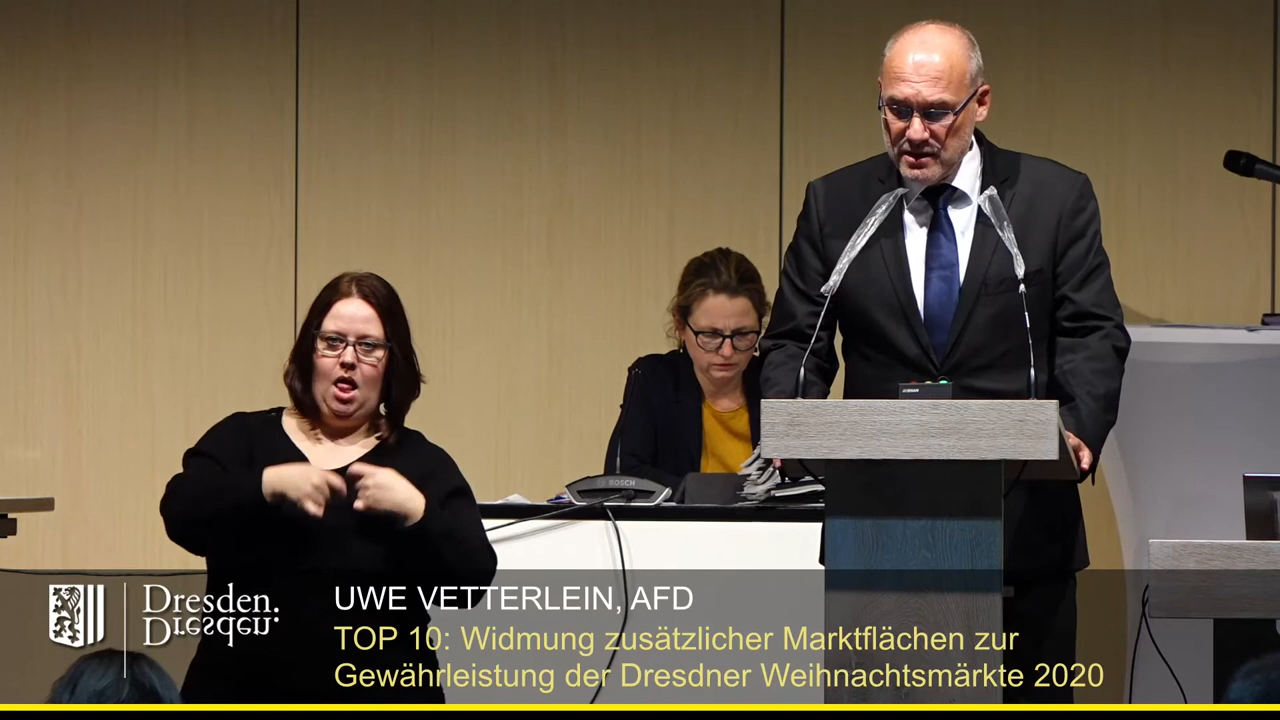 BOSCH
Dresden.
Dresden.
UWE VETTERLEIN, AFD
TOP 10: Widmung zusätzlicher Marktflächen zur
Gewährleistung der Dresdner Weihnachtsmärkte 2020